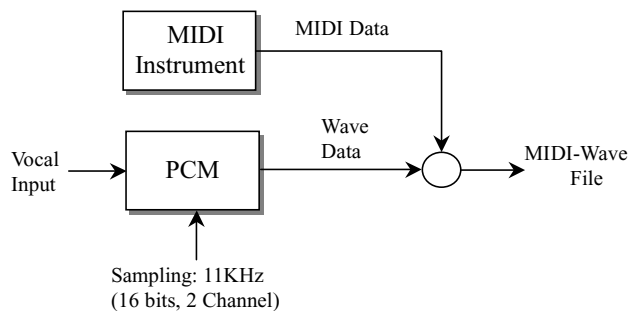 MIDI
Instrument
MIDI Data
Wave
Data
Vocal
Input
PCM
MIDI-Wave
File
Sampling: 11KHz
(16 bits, 2 Channel)